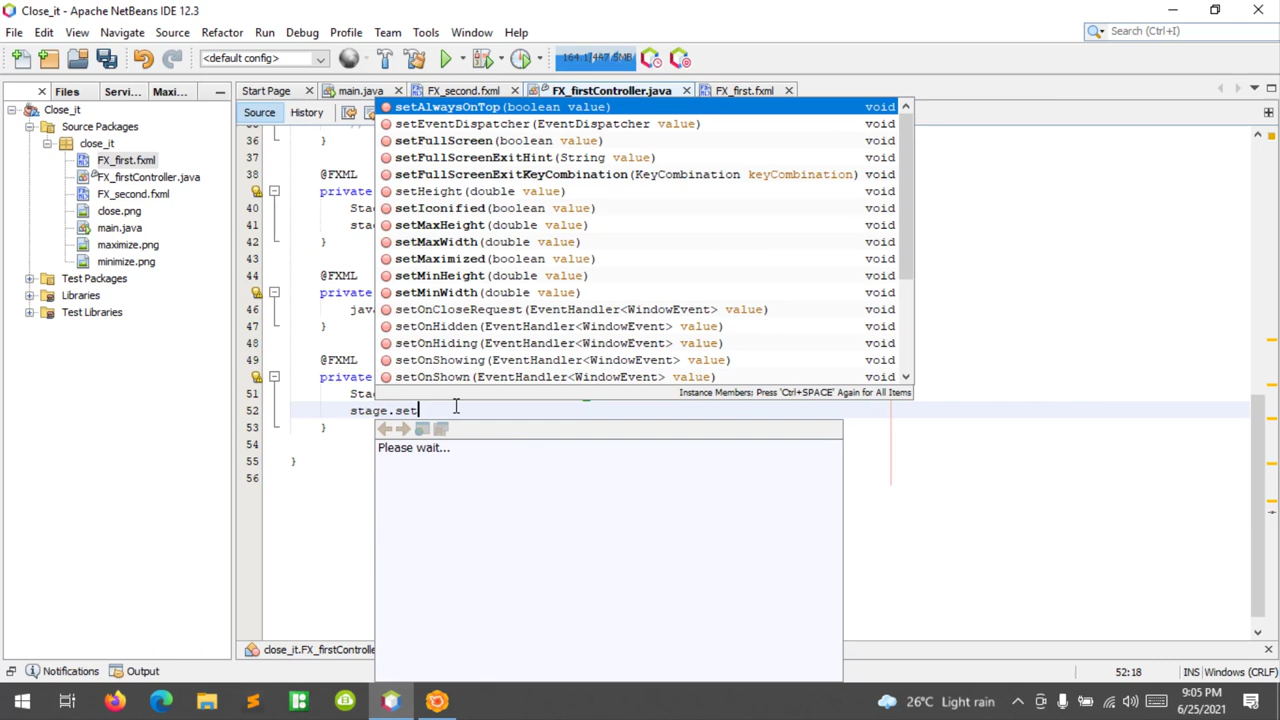 Close_it - Apache NetBeans IDE 12.3
File Edit View Navigate Source Refactor Run Debug Profile Team Tools Window Help
Search (Ctrl+I)
<default config>
164.1/447.5MB
Files Servi... Maxi...
Start Page main.java FX_second.fxml FX_firstController.java FX_first.fxml
Source History
Close_it
Source Packages
close_it
FX_first.fxml
FX_firstController.java
FX_second.fxml
close.png
main.java
maximize.png
minimize.png
Test Packages
Libraries
Test Libraries
36 }
37
38 @FXML
private
40 Stag
41 stag
42 }
43
44 @FXML
private
46 java
47 }
48
49 @FXML
private
51 Stag
52 stage.set
53 }
54
55 }
56
setAlwaysOnTop(boolean value) void
setEventDispatcher(EventDispatcher value) void
setFullScreen(boolean value) void
setFullScreenExitHint(String value) void
setFullScreenExitKeyCombination(KeyCombination keyCombination) void
setHeight(double value) void
setIconified(boolean value) void
setMaxHeight(double value) void
setMaxWidth(double value) void
setMaximized(boolean value) void
setMinHeight(double value) void
setMinWidth(double value) void
setOnCloseRequest(EventHandler<WindowEvent> value) void
setOnHidden(EventHandler<WindowEvent> value) void
setOnHiding(EventHandler<WindowEvent> value) void
setOnShowing(EventHandler<WindowEvent> value) void
setOnShown(EventHandler<WindowEvent> value) void
Instance Members: Press 'Ctrl+SPACE' Again for All Items
Please wait...
close_it.FX_firstControlle
Notifications Output
52:18 INS Windows (CRLF)
26°C Light rain
9:05 PM
6/25/2021